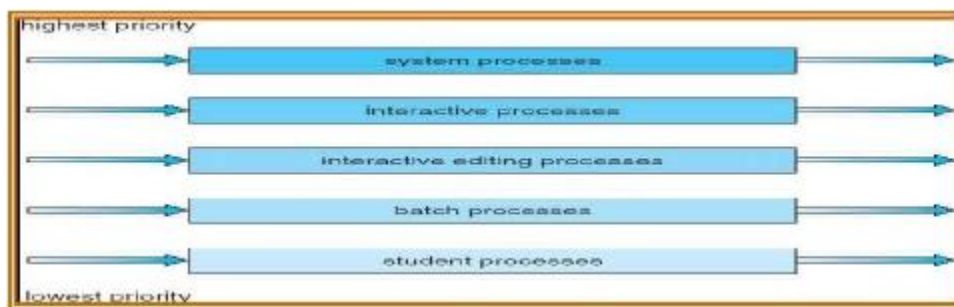 highest priority
system processes
interactive processes
interactive editing processes
batch processes
student processes
lowest priority